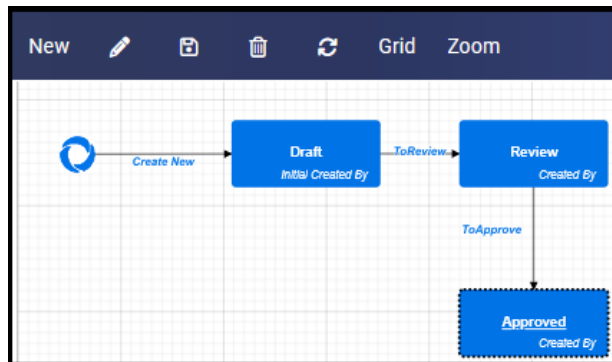 New Grid Zoom
Create New
Draft
Initial Created By
ToReview
Review
Created By
ToApprove
Approved
Created By